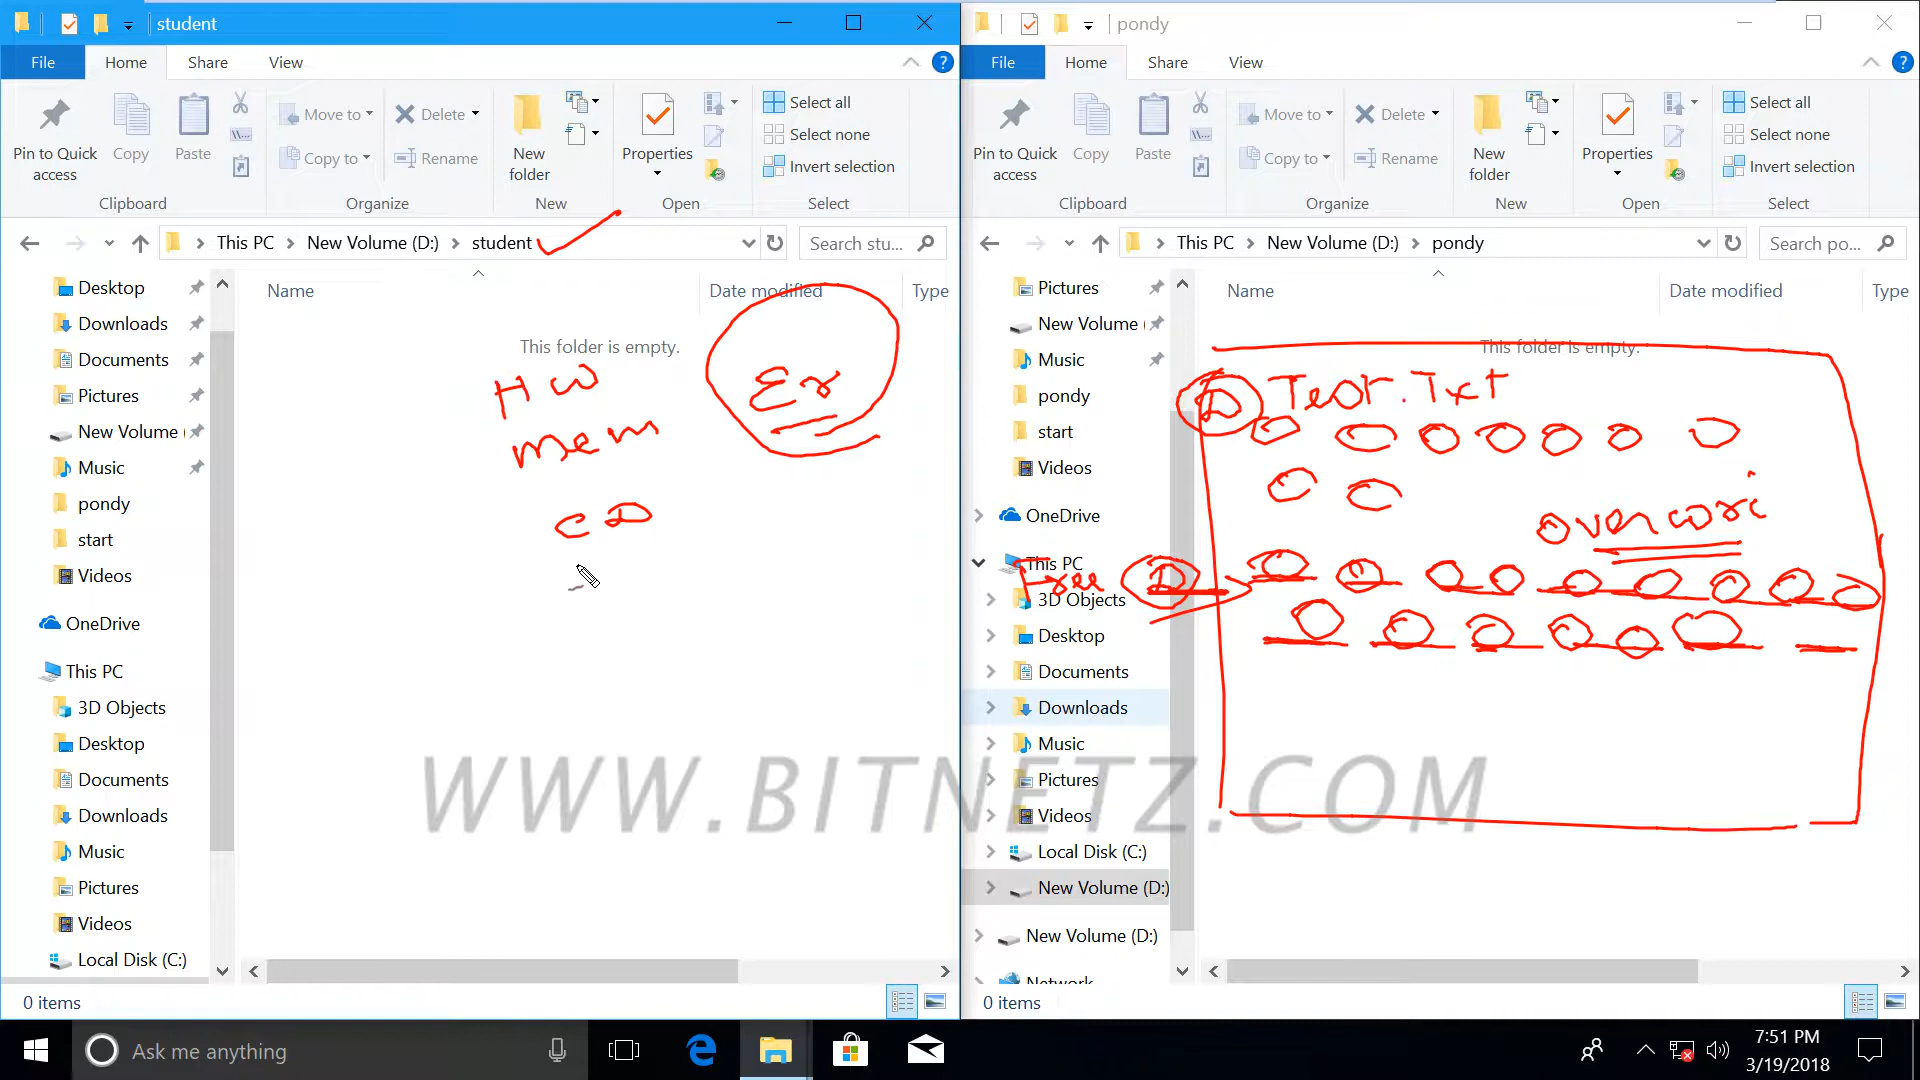 student
File Home Share View
Pin to Quick access
Copy
Paste
Clipboard
Move to
Copy to
Delete
Rename
Organize
New folder
New
Properties
Open
Select all
Select none
Invert selection
Select
This PC > New Volume (D:) > student
Search stu...
Name Date modified Type
This folder is empty.
Desktop
Downloads
Documents
Pictures
New Volume (
Music
pondy
start
Videos
OneDrive
This PC
3D Objects
Desktop
Documents
Downloads
Music
Pictures
Videos
Local Disk (C:)
H W
mem
CD
0 items
pondy
File Home Share View
Pin to Quick access
Copy
Paste
Clipboard
Move to
Copy to
Delete
Rename
Organize
New folder
New
Properties
Open
Select all
Select none
Invert selection
Select
This PC > New Volume (D:) > pondy
Search po...
Name Date modified Type
This folder is empty.
Pictures
New Volume (
Music
pondy
start
Videos
OneDrive
This PC
3D Objects
Desktop
Documents
Downloads
Music
Pictures
Videos
Local Disk (C:)
New Volume (D:)
New Volume (D:)
Network
D
Free D
0 items
WWW.BITNETZ.COM
Ask me anything
7:51 PM
3/19/2018